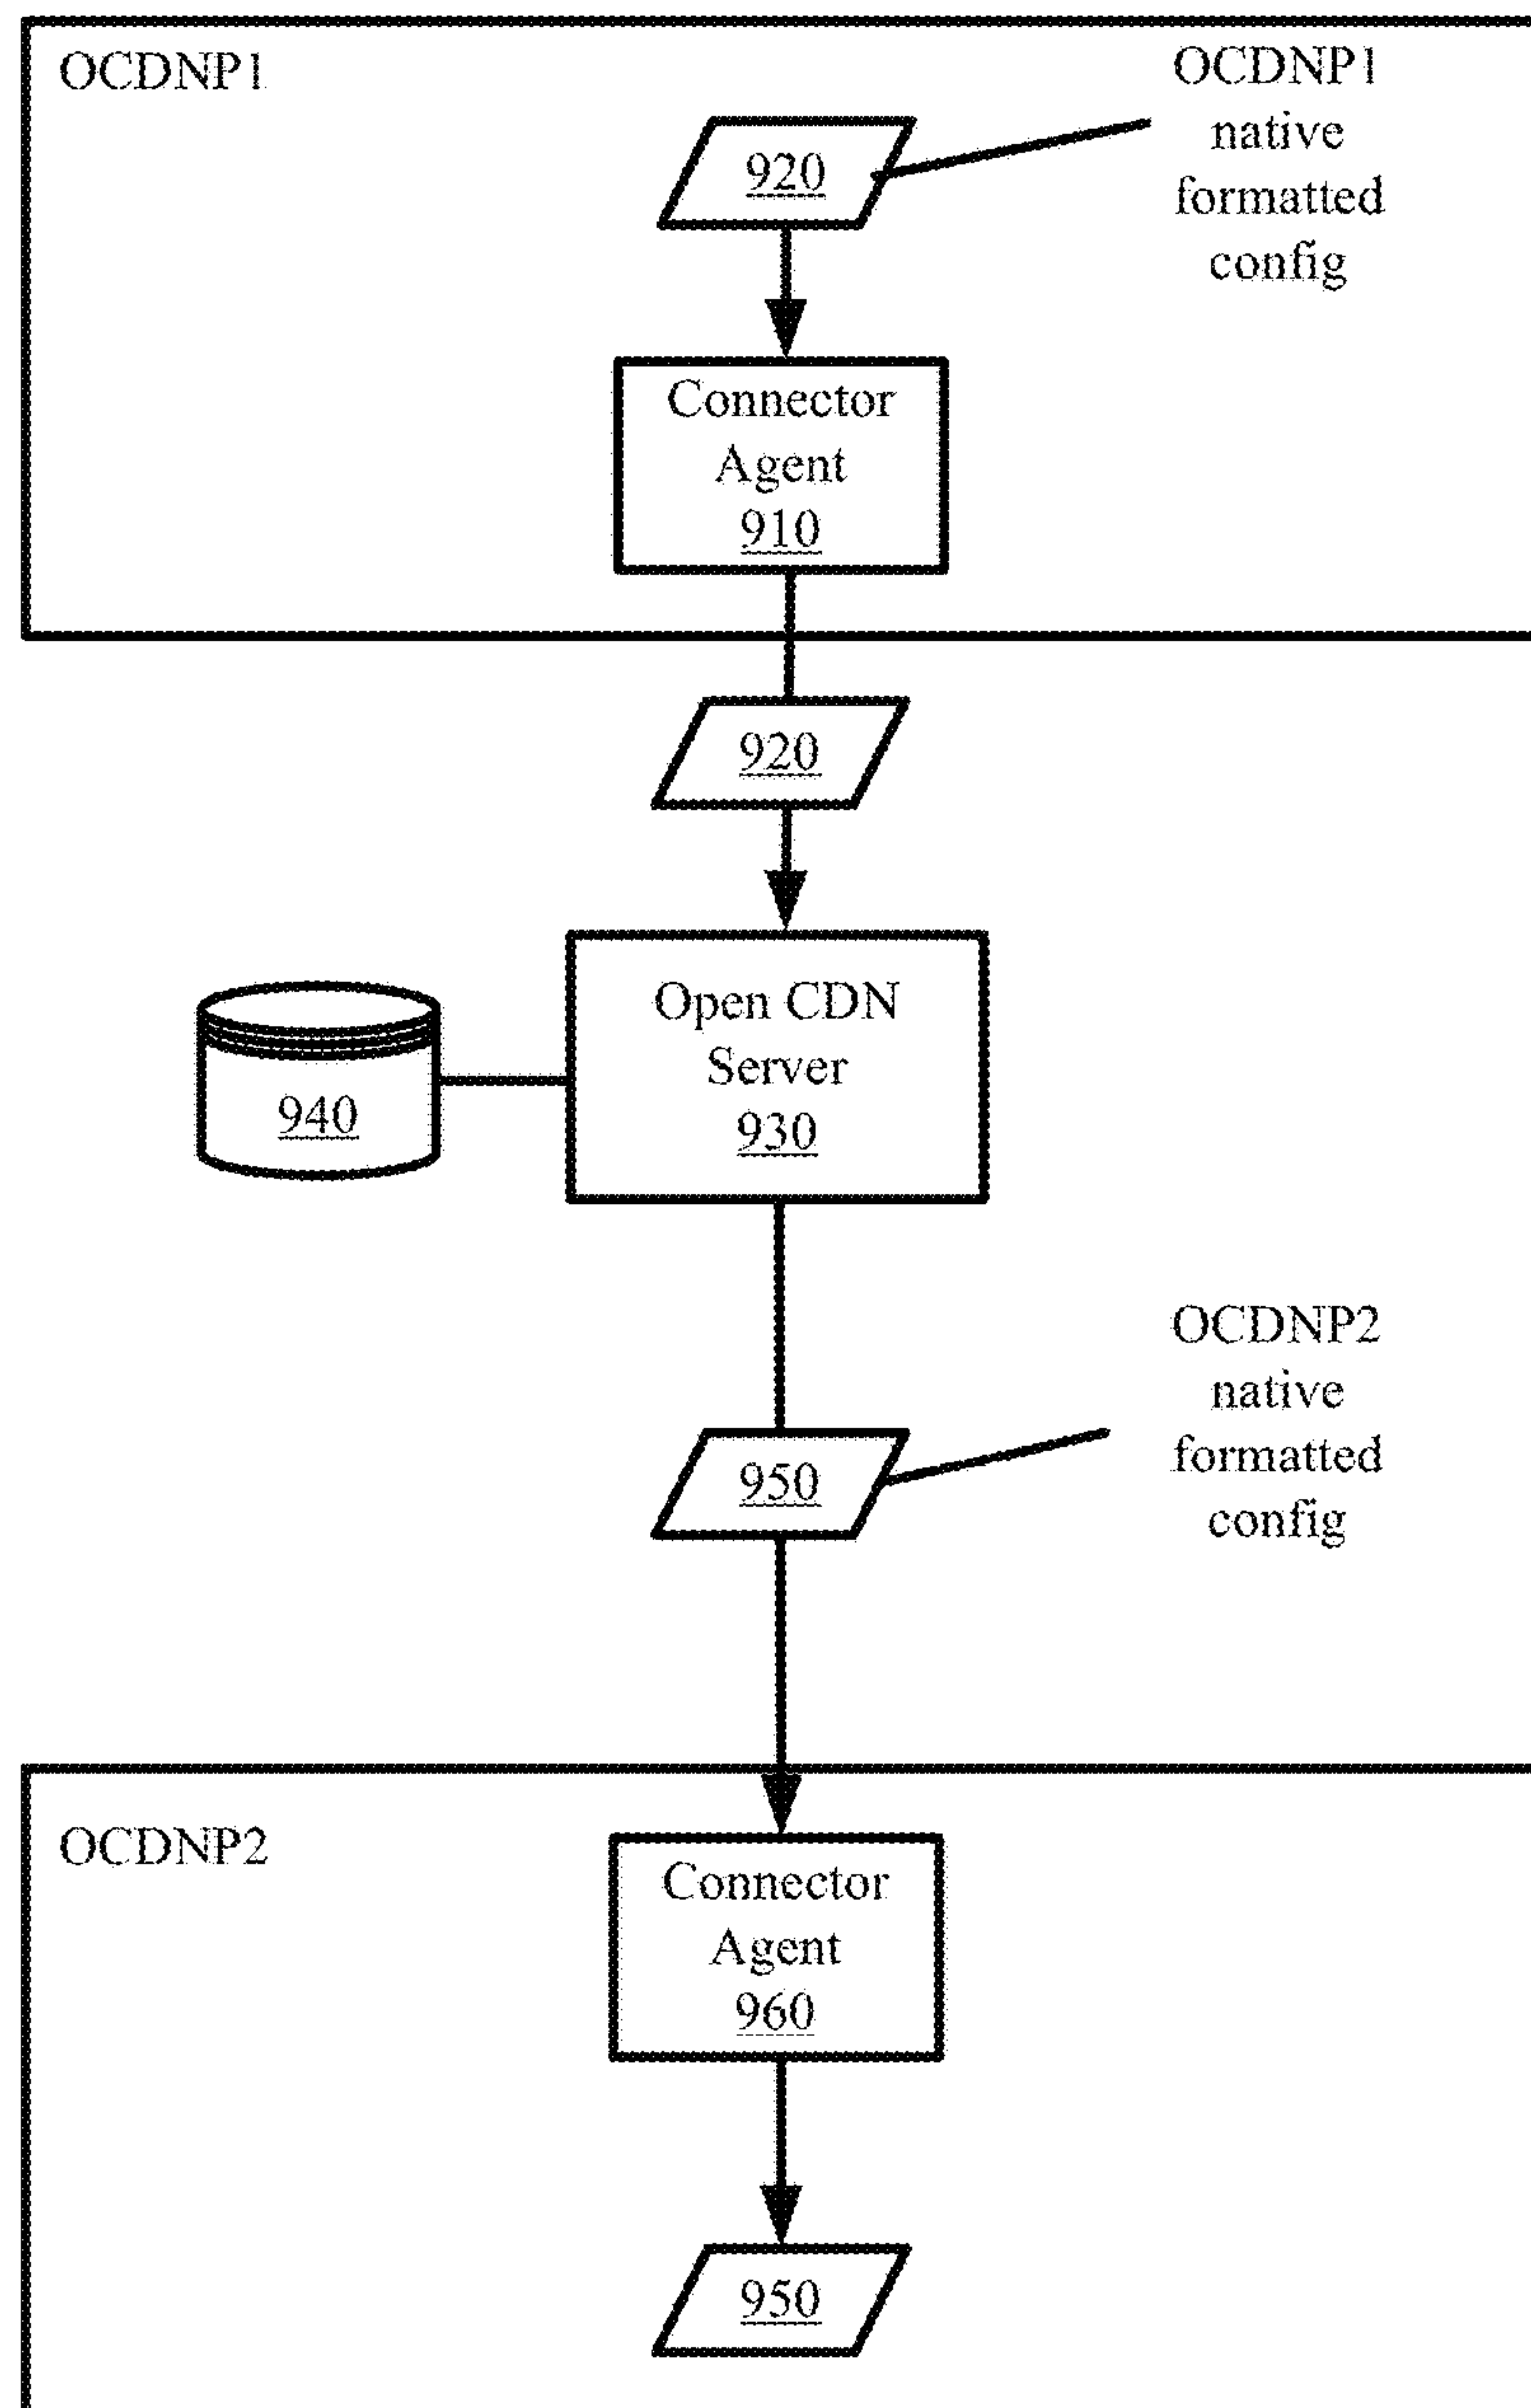 OCDNP1
OCDNP1
native
formatted
config
920
Connector
Agent
910
920
Open CDN
Server
930
940
OCDNP2
native
formatted
config
950
OCDNP2
Connector
Agent
960
950